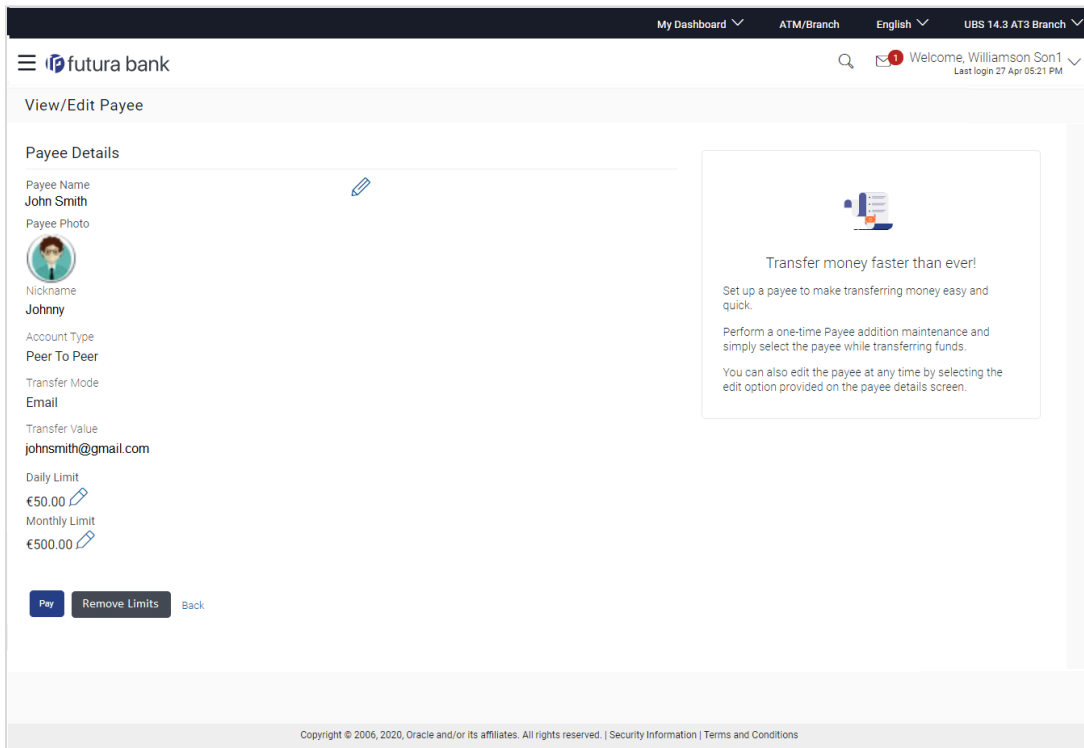 My Dashboard ATM/Branch English UBS 14.3 AT3 Branch
futura bank
1 Welcome, Williamson Son1
Last login 27 Apr 05:21 PM
View/Edit Payee
Payee Details
Payee Name
John Smith
Payee Photo
Nickname
Johnny
Account Type
Peer To Peer
Transfer Mode
Email
Transfer Value
johnsmith@gmail.com
Daily Limit
€50.00
Monthly Limit
€500.00
Pay Remove Limits Back
Transfer money faster than ever!
Set up a payee to make transferring money easy and
quick.
Perform a one-time Payee addition maintenance and
simply select the payee while transferring funds.
You can also edit the payee at any time by selecting the
edit option provided on the payee details screen.
Copyright © 2006, 2020, Oracle and/or its affiliates. All rights reserved. | Security Information | Terms and Conditions